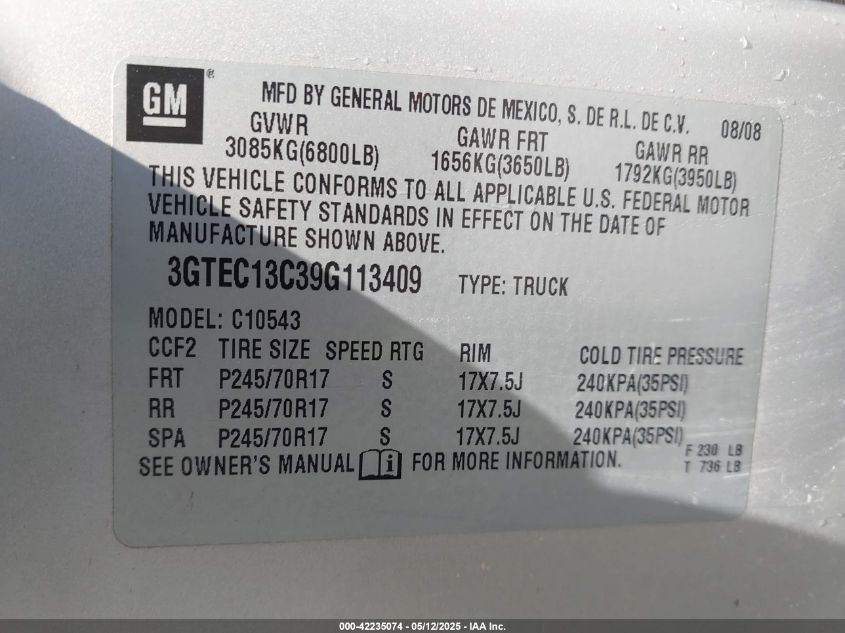 GM ®
MFD BY GENERAL MOTORS DE MEXICO, S. DE R.L. DE C.V. 08/08
GVWR GAWR FRT GAWR RR
3085KG(6800LB) 1656KG(3650LB) 1792KG(3950LB)
THIS VEHICLE CONFORMS TO ALL APPLICABLE U.S. FEDERAL MOTOR
VEHICLE SAFETY STANDARDS IN EFFECT ON THE DATE OF
MANUFACTURE SHOWN ABOVE.
3GTEC13C39G113409 TYPE: TRUCK
MODEL: C10543
CCF2 TIRE SIZE SPEED RTG RIM COLD TIRE PRESSURE
FRT P245/70R17 S 17X7.5J 240KPA(35PSI)
RR P245/70R17 S 17X7.5J 240KPA(35PSI)
SPA P245/70R17 S 17X7.5J 240KPA(35PSI)
F 230 LB
T 736 LB
SEE OWNER'S MANUAL i FOR MORE INFORMATION.
000-42235074 - 05/12/2025 - IAA Inc.